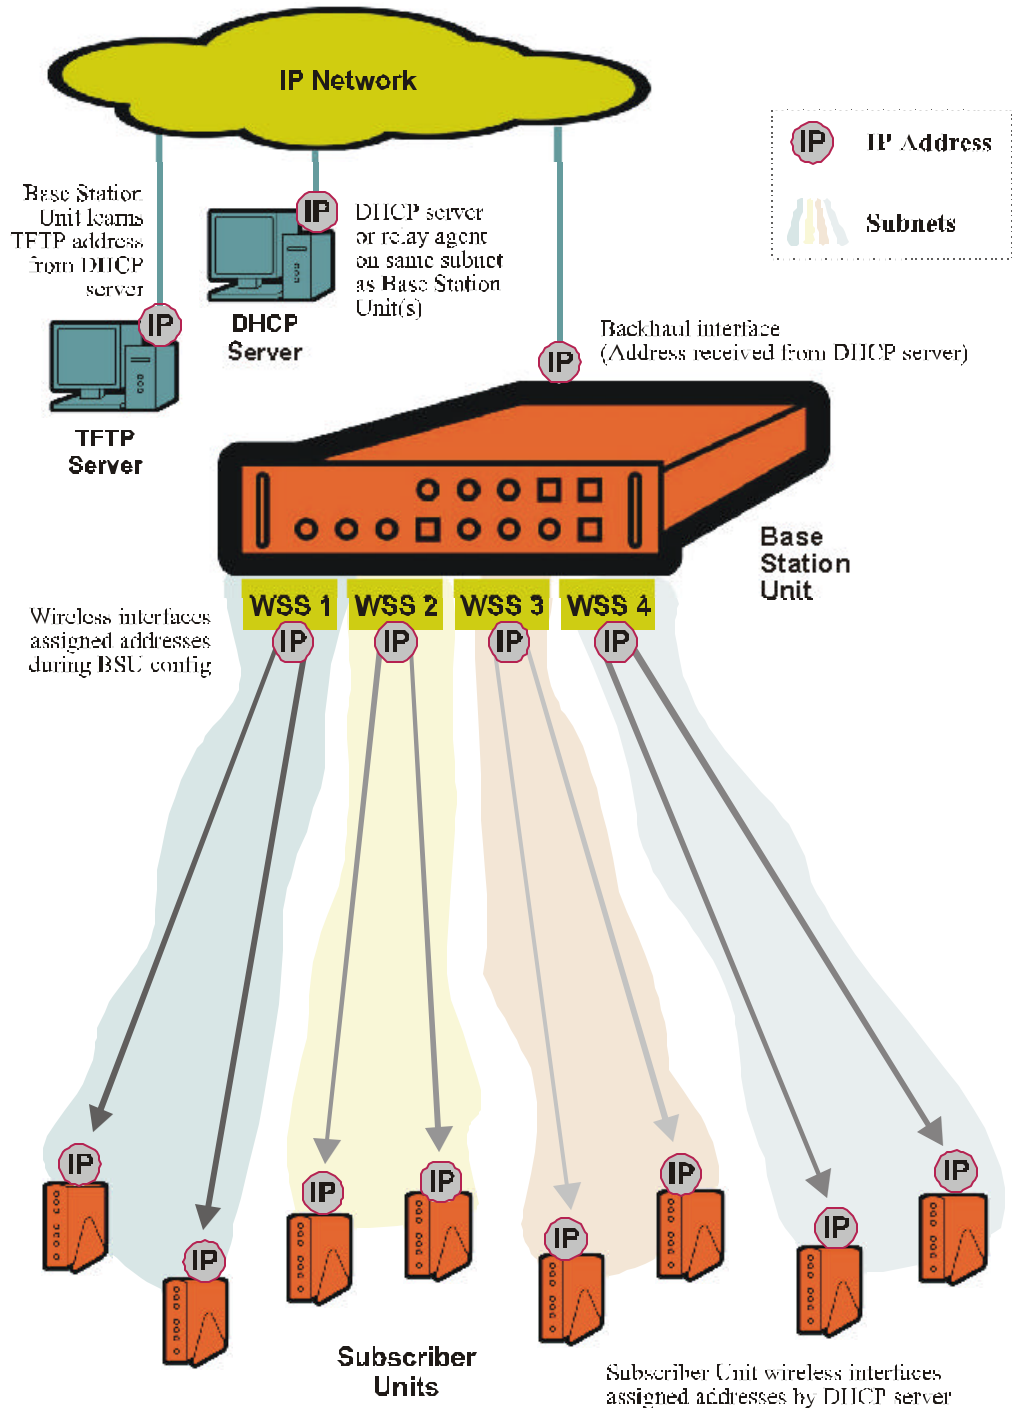 IP Network
IP
IP Address
Subnets
Base Station
Unit learns
TFTP address
from DHCP
server
IP
DHCP server
or relay agent
on same subnet
as Base Station
Unit(s)
IP
DHCP
Server
Backhaul interface
(Address received from DHCP server)
IP
TFTP
Server
Base
Station
Unit
WSS 1
WSS 2
WSS 3
WSS 4
Wireless interfaces
assigned addresses
during BSU config
IP
IP
IP
IP
IP
IP
IP
IP
IP
IP
IP
IP
Subscriber
Units
Subscriber Unit wireless interfaces
assigned addresses by DHCP server